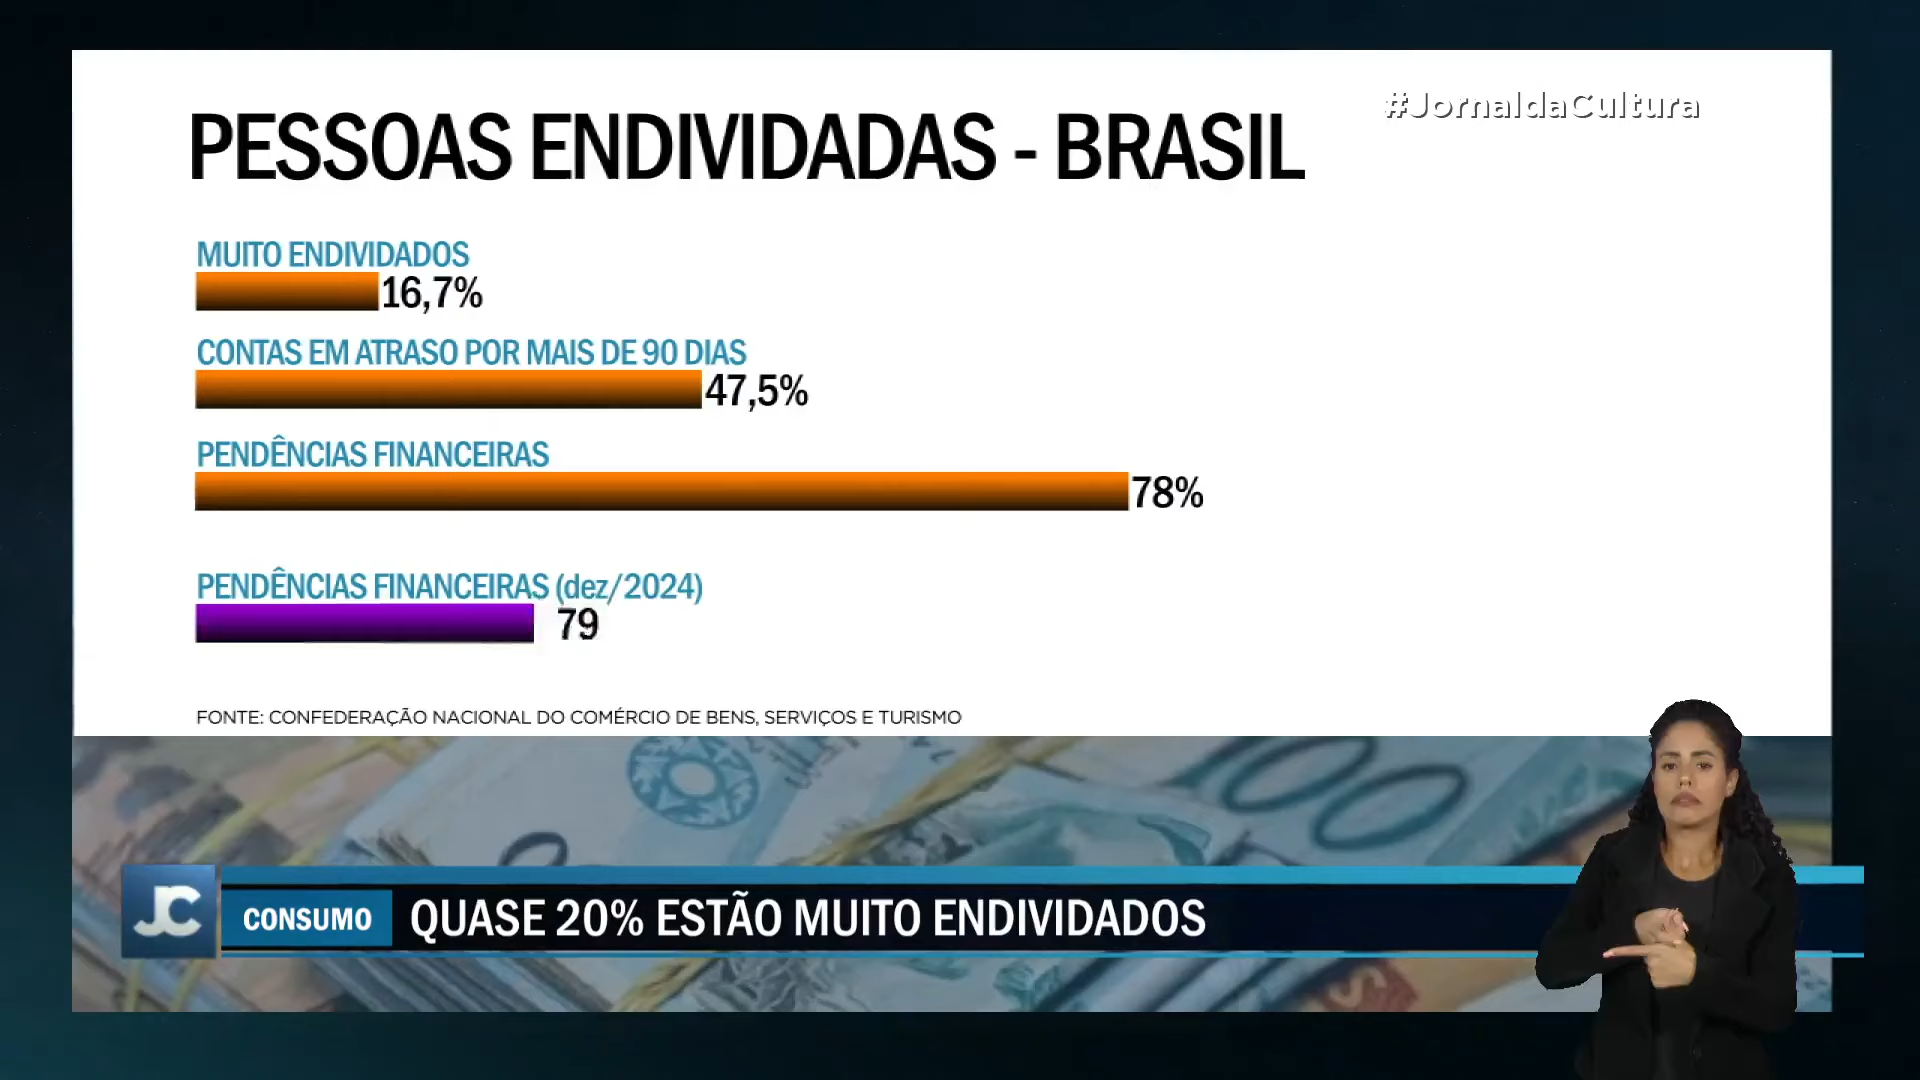 #JornaldaCultura
PESSOAS ENDIVIDADAS - BRASIL
MUITO ENDIVIDADOS
16,7%
CONTAS EM ATRASO POR MAIS DE 90 DIAS
47,5%
PENDÊNCIAS FINANCEIRAS
78%
PENDÊNCIAS FINANCEIRAS (dez/2024)
79
FONTE: CONFEDERAÇÃO NACIONAL DO COMÉRCIO DE BENS, SERVIÇOS E TURISMO
100
JC
CONSUMO
QUASE 20% ESTÃO MUITO ENDIVIDADOS